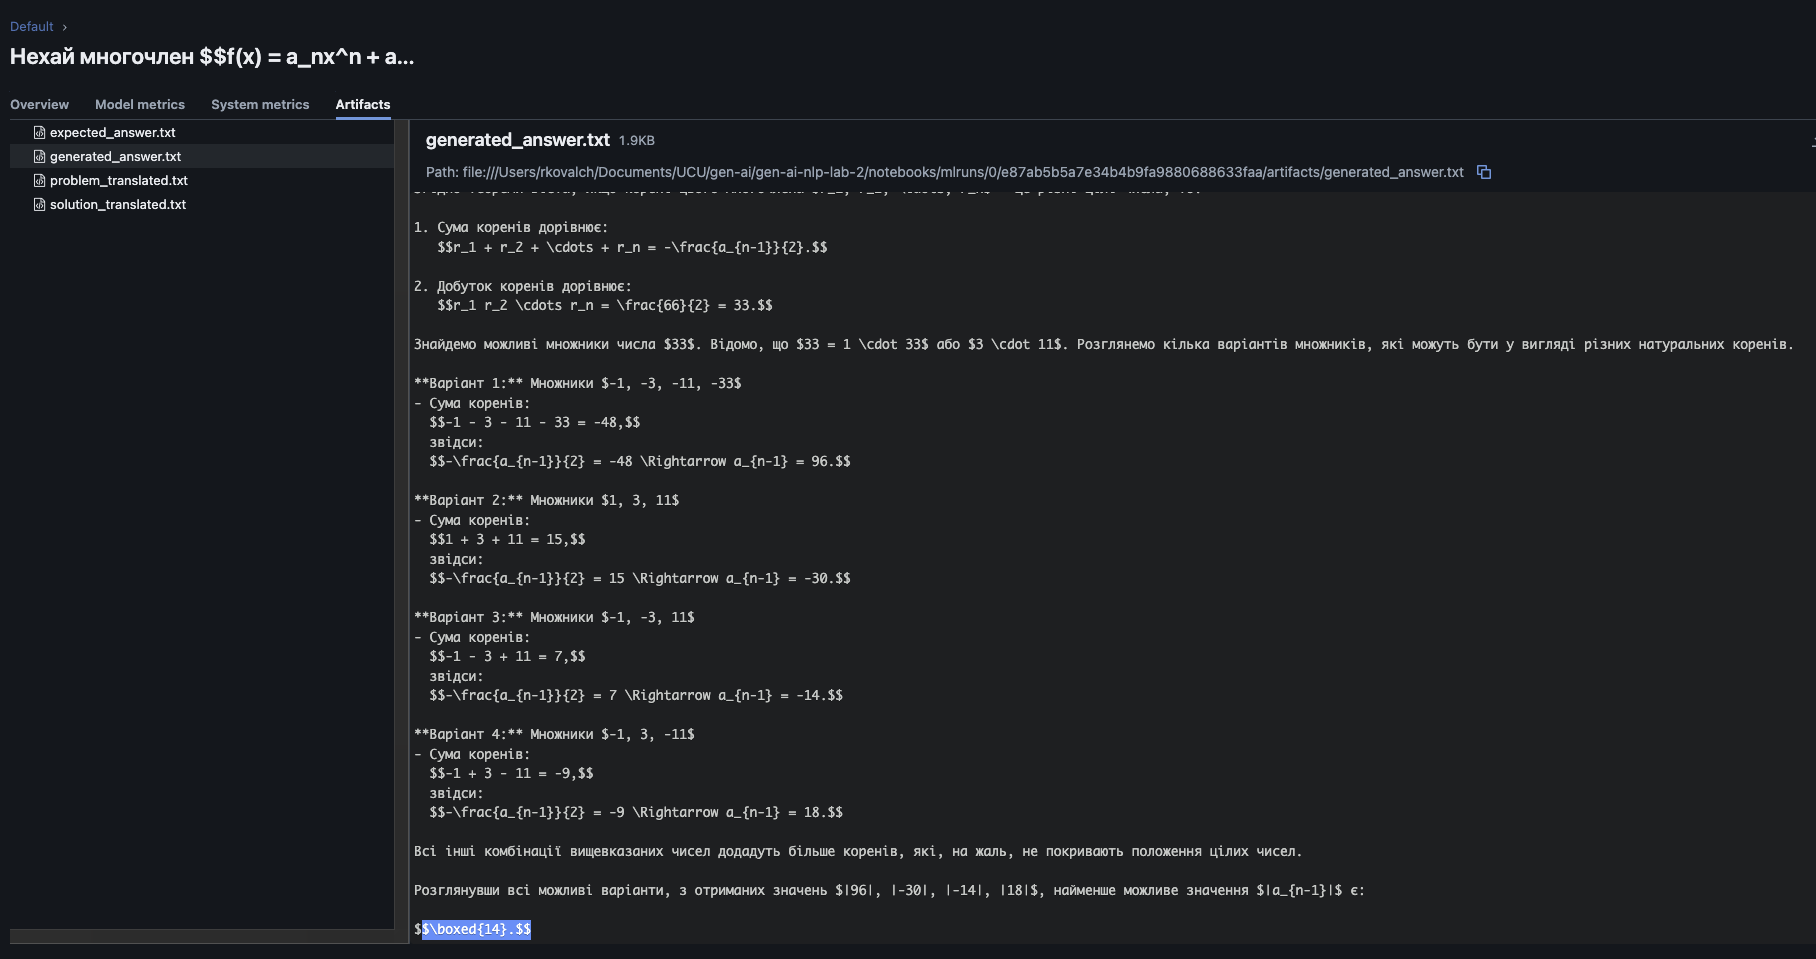 Default ›
Нехай многочлен $$f(x) = a_nx^n + a...
Overview Model metrics System metrics Artifacts
expected_answer.txt
generated_answer.txt
problem_translated.txt
solution_translated.txt
generated_answer.txt 1.9KB
Path: file:///Users/rkovalch/Documents/UCU/gen-ai/gen-ai-nlp-lab-2/notebooks/mlruns/0/e87ab5b5a7e34b4b9fa9880688633faa/artifacts/generated_answer.txt
1. Сума коренів дорівнює:
$$r_1 + r_2 + \cdots + r_n = -\frac{a_{n-1}}{2}.$$
2. Добуток коренів дорівнює:
$$r_1 r_2 \cdots r_n = \frac{66}{2} = 33.$$
Знайдемо можливі множники числа $33$. Відомо, що $33 = 1 \cdot 33$ або $3 \cdot 11$. Розглянемо кілька варіантів множників, які можуть бути у вигляді різних натуральних коренів.
**Варіант 1:** Множники $-1, -3, -11, -33$
- Сума коренів:
$$-1 - 3 - 11 - 33 = -48,$$
звідси:
$$-\frac{a_{n-1}}{2} = -48 \Rightarrow a_{n-1} = 96.$$
**Варіант 2:** Множники $1, 3, 11$
- Сума коренів:
$$1 + 3 + 11 = 15,$$
звідси:
$$-\frac{a_{n-1}}{2} = 15 \Rightarrow a_{n-1} = -30.$$
**Варіант 3:** Множники $-1, -3, 11$
- Сума коренів:
$$-1 - 3 + 11 = 7,$$
звідси:
$$-\frac{a_{n-1}}{2} = 7 \Rightarrow a_{n-1} = -14.$$
**Варіант 4:** Множники $-1, 3, -11$
- Сума коренів:
$$-1 + 3 - 11 = -9,$$
звідси:
$$-\frac{a_{n-1}}{2} = -9 \Rightarrow a_{n-1} = 18.$$
Всі інші комбінації вищевказаних чисел додадуть більше коренів, які, на жаль, не покривають положення цілих чисел.
Розглянувши всі можливі варіанти, з отриманих значень $|96|, |-30|, |-14|, |18|$, найменше можливе значення $|a_{n-1}|$ є:
$$\boxed{14}.$$